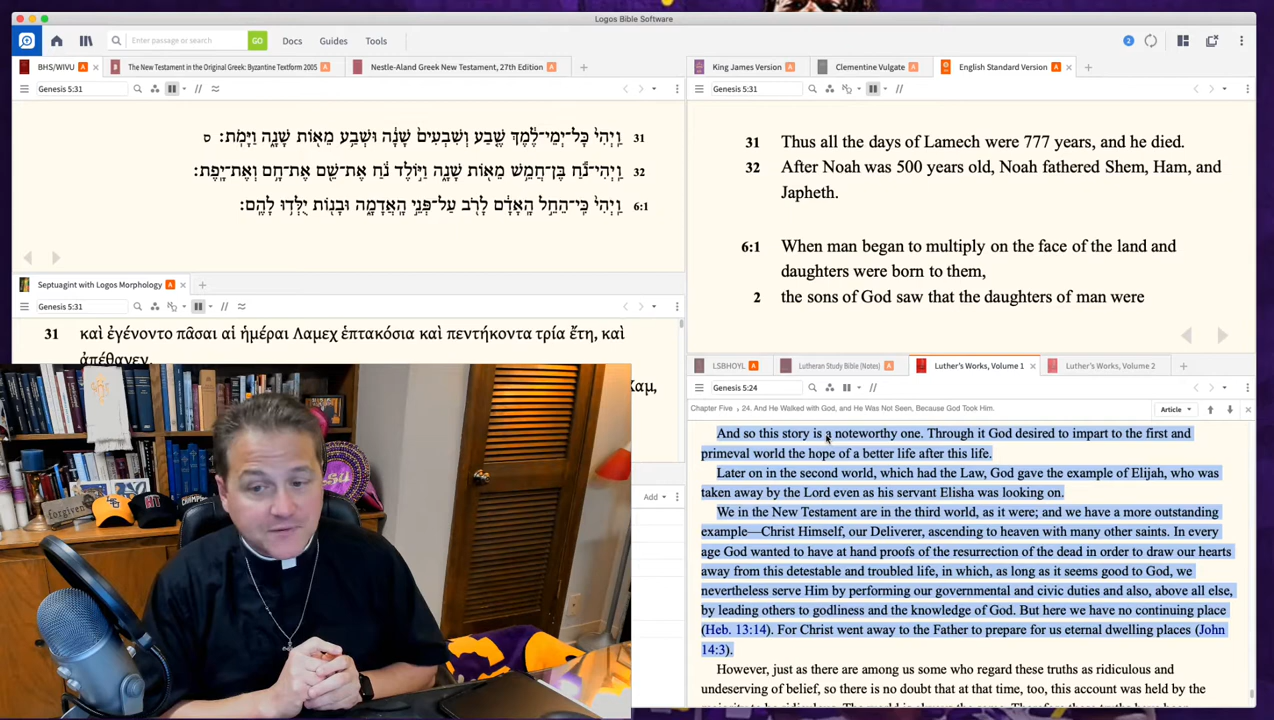 Logos Bible Software
Enter passage or search
GO
Docs
Guides
Tools
2
BHS/WIVU A
The New Testament in the Original Greek: Byzantine Textform 2005 A
Nestle-Aland Greek New Testament, 27th Edition A
Genesis 5:31
31 וַֽיְהִי֙ כָּל־יְמֵי־לֶ֔מֶךְ שֶׁ֤בַע וְשִׁבְעִים֙ שָׁנָ֔ה וּשְׁבַ֥ע מֵא֖וֹת שָׁנָ֑ה וַיָּמֹֽת׃ ס
32 וַֽיְהִי־נֹ֕חַ בֶּן־חֲמֵ֥שׁ מֵא֖וֹת שָׁנָ֑ה וַיּ֣וֹלֶד נֹ֔חַ אֶת־שֵׁ֖ם אֶת־חָ֥ם וְאֶת־יָֽפֶת׃
6:1 וַֽיְהִי֙ כִּֽי־הֵחֵ֣ל הָֽאָדָ֔ם לָרֹ֖ב עַל־פְּנֵ֣י הָֽאֲדָמָ֑ה וּבָנ֖וֹת יֻלְּד֥וּ לָהֶֽם׃
Septuagint with Logos Morphology A
Genesis 5:31
31 καὶ ἐγένοντο πᾶσαι αἱ ἡμέραι Λαμεχ ἑπτακόσια καὶ πεντήκοντα τρία ἔτη, καὶ
ἀπέθανεν.
Χαμ,
Add
King James Version A
Clementine Vulgate A
English Standard Version A
Genesis 5:31
31 Thus all the days of Lamech were 777 years, and he died.
32 After Noah was 500 years old, Noah fathered Shem, Ham, and
Japheth.
6:1 When man began to multiply on the face of the land and
daughters were born to them,
2 the sons of God saw that the daughters of man were
LSBHOYL A
Lutheran Study Bible (Notes) A
Luther's Works, Volume 1
Luther's Works, Volume 2
Genesis 5:24
Chapter Five › 24. And He Walked with God, and He Was Not Seen, Because God Took Him.
Article
And so this story is a noteworthy one. Through it God desired to impart to the first and
primeval world the hope of a better life after this life.
Later on in the second world, which had the Law, God gave the example of Elijah, who was
taken away by the Lord even as his servant Elisha was looking on.
We in the New Testament are in the third world, as it were; and we have a more outstanding
example—Christ Himself, our Deliverer, ascending to heaven with many other saints. In every
age God wanted to have at hand proofs of the resurrection of the dead in order to draw our hearts
away from this detestable and troubled life, in which, as long as it seems good to God, we
nevertheless serve Him by performing our governmental and civic duties and also, above all else,
by leading others to godliness and the knowledge of God. But here we have no continuing place
(Heb. 13:14). For Christ went away to the Father to prepare for us eternal dwelling places (John
14:3).
However, just as there are among us some who regard these truths as ridiculous and
undeserving of belief, so there is no doubt that at that time, too, this account was held by the